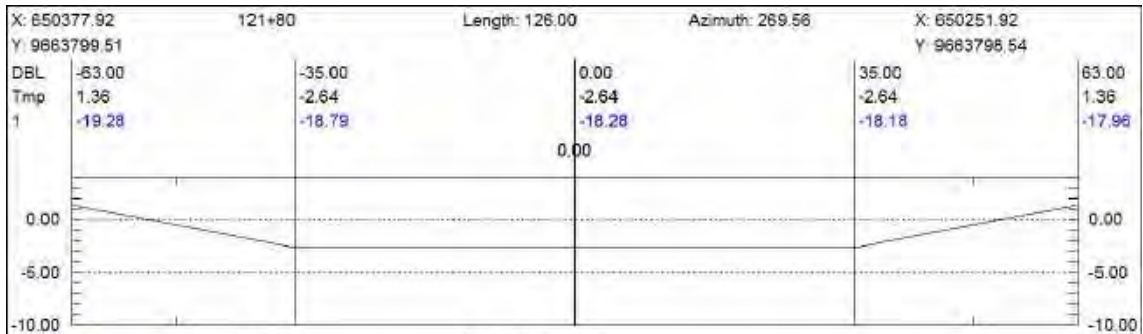 X: 650377.92 121+80 Length: 126.00 Azimuth: 269.56 X: 650251.92
Y: 9663799.51 Y: 9663798.54
DBL -63.00 -35.00 0.00 35.00 63.00
Tmp 1.36 -2.64 -2.64 -2.64 1.36
1 -19.28 -18.79 -18.28 -18.18 -17.96
0.00
0.00 0.00
-5.00 -5.00
-10.00 -10.00